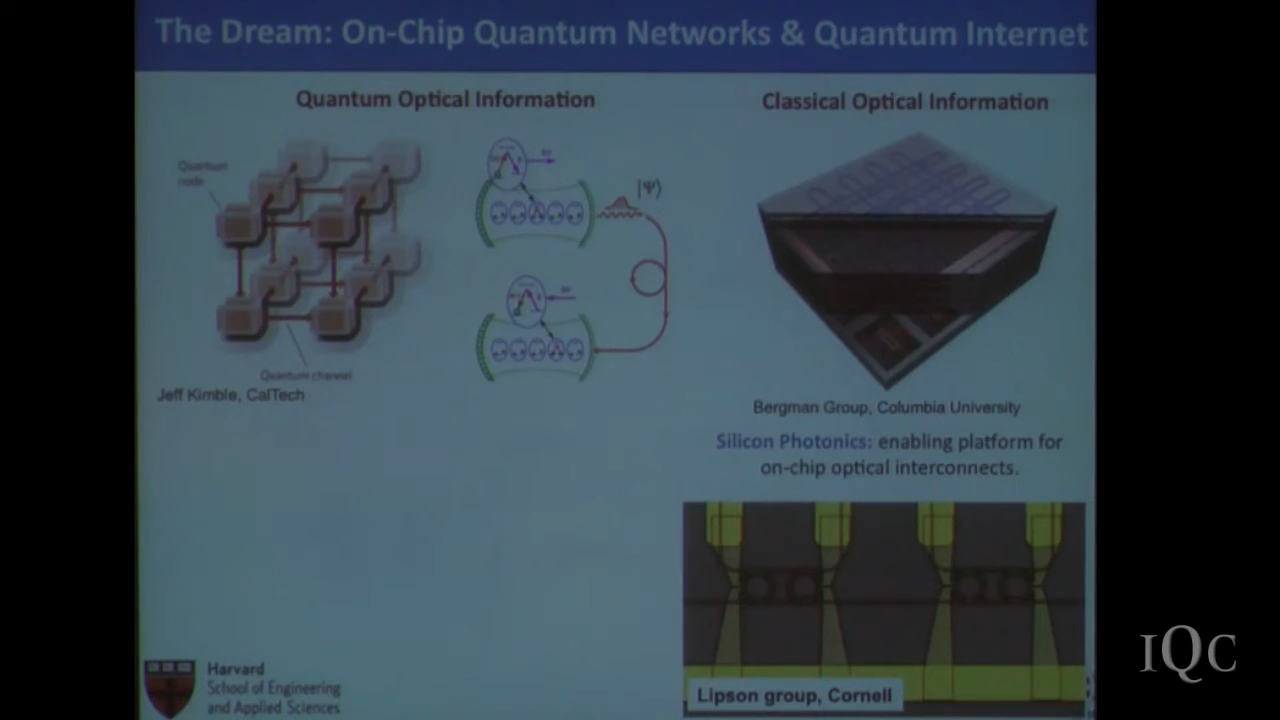 The Dream: On-Chip Quantum Networks & Quantum Internet
Quantum Optical Information
Classical Optical Information
Quantum
node
|Ψ⟩
Quantum channel
Jeff Kimble, CalTech
Bergman Group, Columbia University
Silicon Photonics: enabling platform for
on-chip optical interconnects.
Lipson group, Cornell
Harvard
School of Engineering
and Applied Sciences
IQC